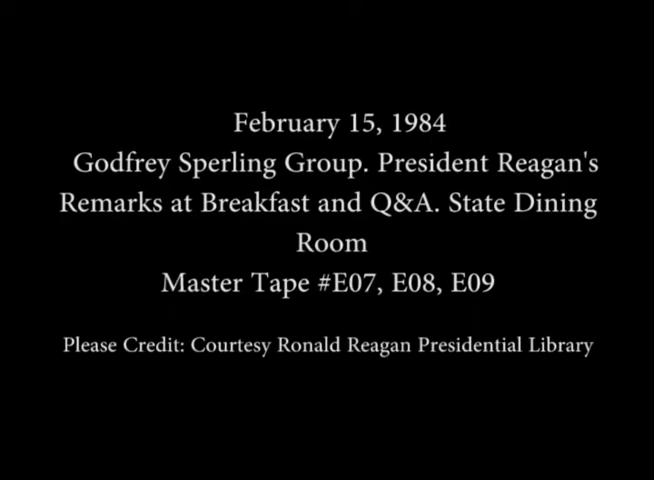 February 15, 1984
Godfrey Sperling Group. President Reagan's
Remarks at Breakfast and Q&A. State Dining
Room
Master Tape #E07, E08, E09
Please Credit: Courtesy Ronald Reagan Presidential Library